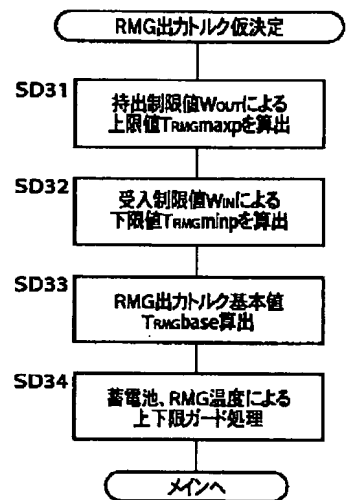 RMG出力トルク仮決定
SD31
持出制限値WOUTによる
上限値TRMGmaxpを算出
SD32
受入制限値WINによる
下限値TRMGminpを算出
SD33
RMG出力トルク基本値
TRMGbase算出
SD34
蓄電池、RMG温度による
上下限ガード処理
メインへ